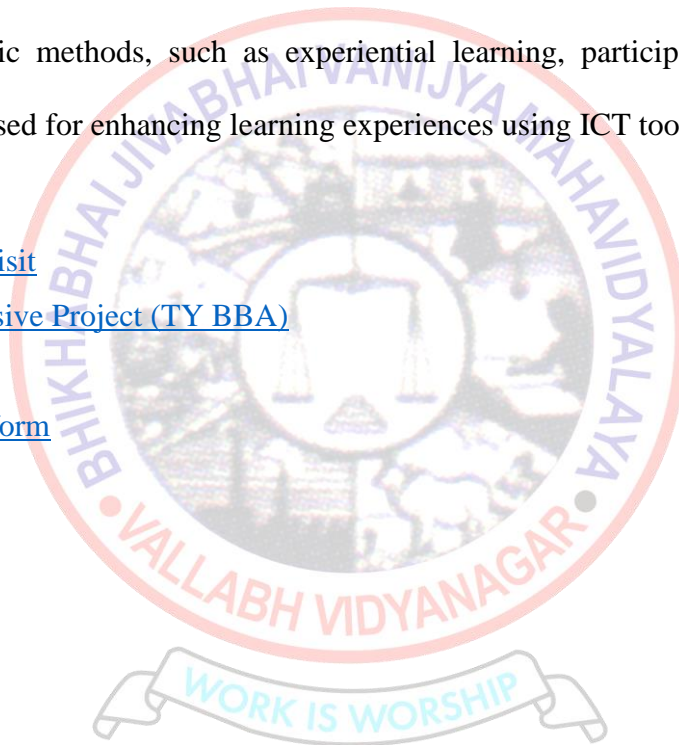 ic methods, such as experiential learning, particip
sed for enhancing learning experiences using ICT too
isit
sive Project (TY BBA)
form
BHIKHABHAI JIVABHAI VANIJYA MAHAVIDYALAYA
• VALLABH VIDYANAGAR •
WORK IS WORSHIP